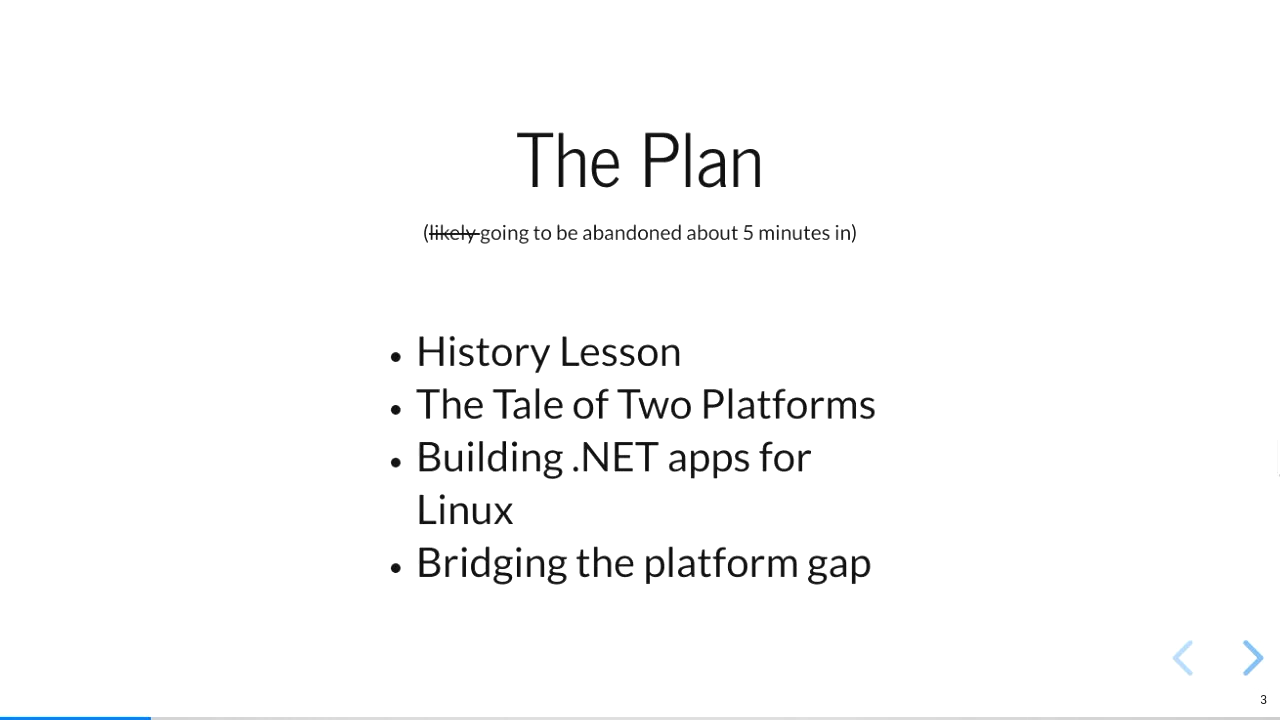 The Plan
(likely going to be abandoned about 5 minutes in)
• History Lesson
• The Tale of Two Platforms
• Building .NET apps for
Linux
• Bridging the platform gap
3